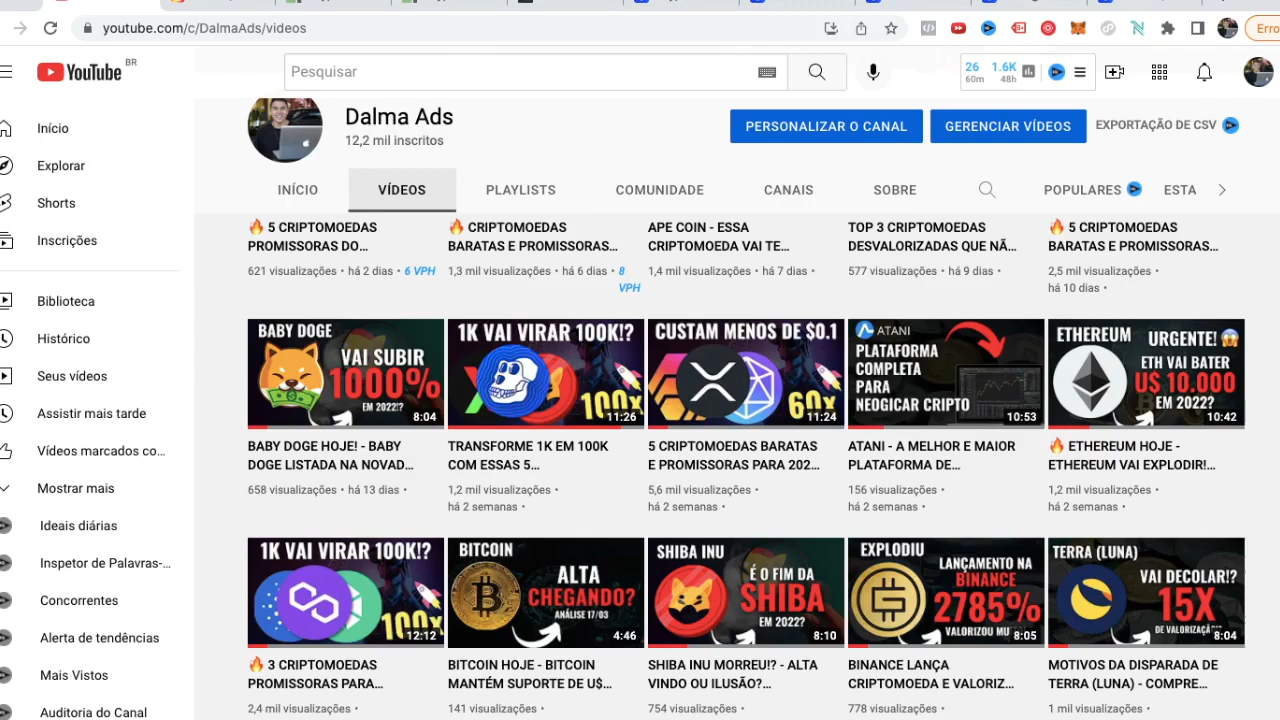 youtube.com/c/DalmaAds/videos
Erro
YouTube BR
Pesquisar
26 1.6K
60m 48h
Início
Explorar
Shorts
Inscrições
Biblioteca
Histórico
Seus vídeos
Assistir mais tarde
Vídeos marcados co...
Mostrar mais
Ideais diárias
Inspetor de Palavras-...
Concorrentes
Alerta de tendências
Mais Vistos
Auditoria do Canal
Dalma Ads
12,2 mil inscritos
PERSONALIZAR O CANAL
GERENCIAR VÍDEOS
EXPORTAÇÃO DE CSV
INÍCIO
VÍDEOS
PLAYLISTS
COMUNIDADE
CANAIS
SOBRE
POPULARES
ESTA
🔥 5 CRIPTOMOEDAS
PROMISSORAS DO...
621 visualizações • há 2 dias • 6 VPH
🔥 CRIPTOMOEDAS
BARATAS E PROMISSORAS...
1,3 mil visualizações • há 6 dias • 8
VPH
APE COIN - ESSA
CRIPTOMOEDA VAI TE...
1,4 mil visualizações • há 7 dias •
TOP 3 CRIPTOMOEDAS
DESVALORIZADAS QUE NÃ...
577 visualizações • há 9 dias •
🔥 5 CRIPTOMOEDAS
BARATAS E PROMISSORAS...
2,5 mil visualizações •
há 10 dias •
BABY DOGE
VAI SUBIR
1000%
EM 2022!?
8:04
BABY DOGE HOJE! - BABY
DOGE LISTADA NA NOVAD...
658 visualizações • há 13 dias •
1K VAI VIRAR 100K!?
100x
11:26
TRANSFORME 1K EM 100K
COM ESSAS 5...
1,2 mil visualizações •
há 2 semanas •
CUSTAM MENOS DE $0.1
60x
11:24
5 CRIPTOMOEDAS BARATAS
E PROMISSORAS PARA 202...
5,6 mil visualizações •
há 2 semanas •
ATANI
PLATAFORMA
COMPLETA
PARA
NEOGICAR CRIPTO
10:53
ATANI - A MELHOR E MAIOR
PLATAFORMA DE...
156 visualizações •
há 2 semanas •
ETHEREUM
URGENTE! 😱
ETH VAI BATER
U$ 10.000
EM 2022?
10:42
🔥 ETHEREUM HOJE -
ETHEREUM VAI EXPLODIR!...
1,2 mil visualizações •
há 2 semanas •
1K VAI VIRAR 100K!?
100x
12:12
🔥 3 CRIPTOMOEDAS
PROMISSORAS PARA...
2,4 mil visualizações •
BITCOIN
ALTA
CHEGANDO?
ANÁLISE 17/03
4:46
BITCOIN HOJE - BITCOIN
MANTÉM SUPORTE DE U$...
141 visualizações •
SHIBA INU
É O FIM DA
SHIBA
EM 2022?
8:10
SHIBA INU MORREU!? - ALTA
VINDO OU ILUSÃO?...
754 visualizações •
EXPLODIU
LANÇAMENTO NA
BINANCE
2785%
VALORIZOU
8:05
BINANCE LANÇA
CRIPTOMOEDA E VALORIZ...
778 visualizações •
TERRA (LUNA)
VAI DECOLAR!?
15X
DE
8:04
MOTIVOS DA DISPARADA DE
TERRA (LUNA) - COMPRE...
1 mil visualizações •